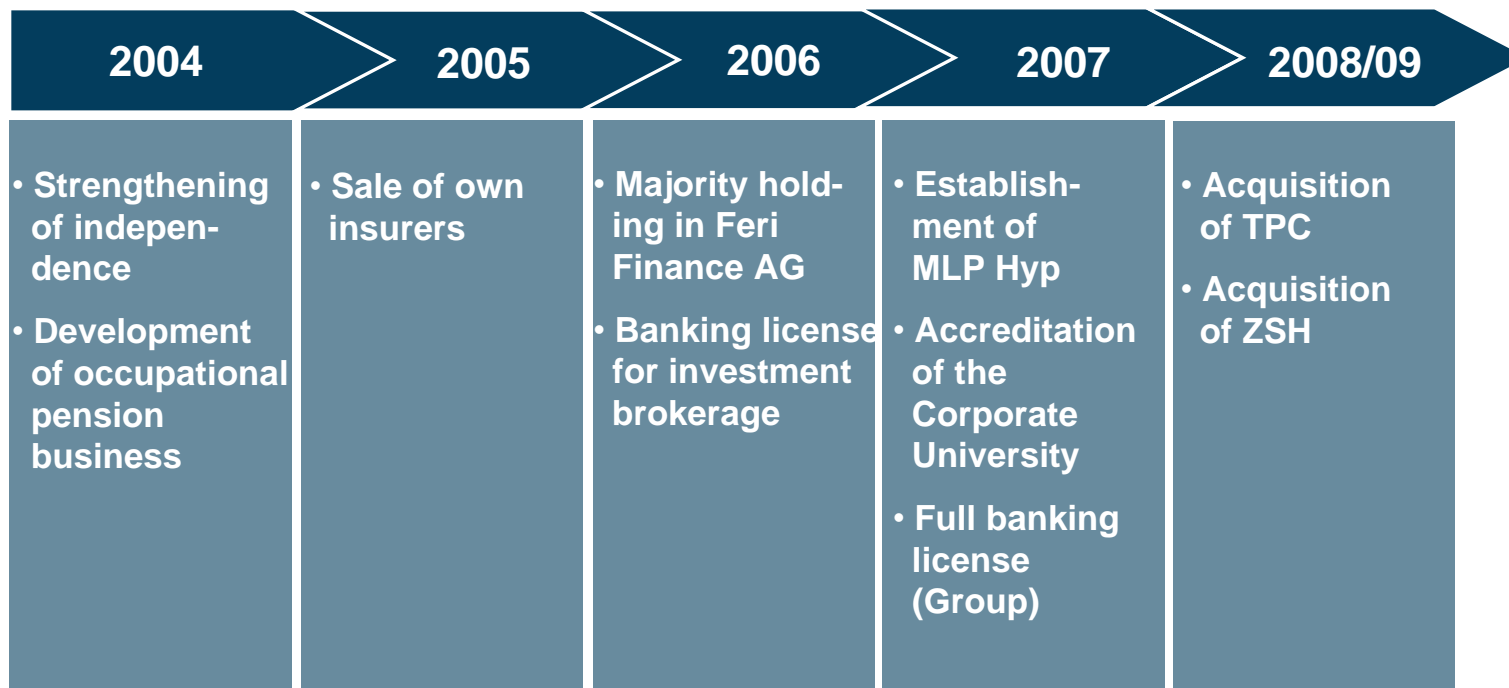 2004
2005
2006
2007
2008/09
• Strengthening
of indepen-
dence
• Development
of occupational
pension
business
• Sale of own
insurers
• Majority hold-
ing in Feri
Finance AG
• Banking license
for investment
brokerage
• Establish-
ment of
MLP Hyp
• Accreditation
of the
Corporate
University
• Full banking
license
(Group)
• Acquisition
of TPC
• Acquisition
of ZSH